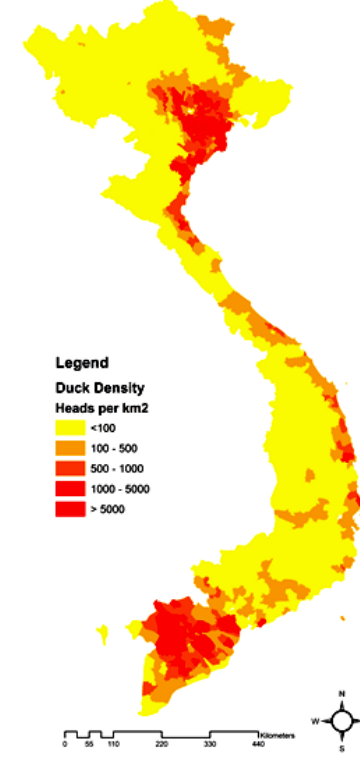 Legend
Duck Density
Heads per km2
<100
100 - 500
500 - 1000
1000 - 5000
> 5000
N
W
E
S
Kilometers
0 55 110 220 330 440